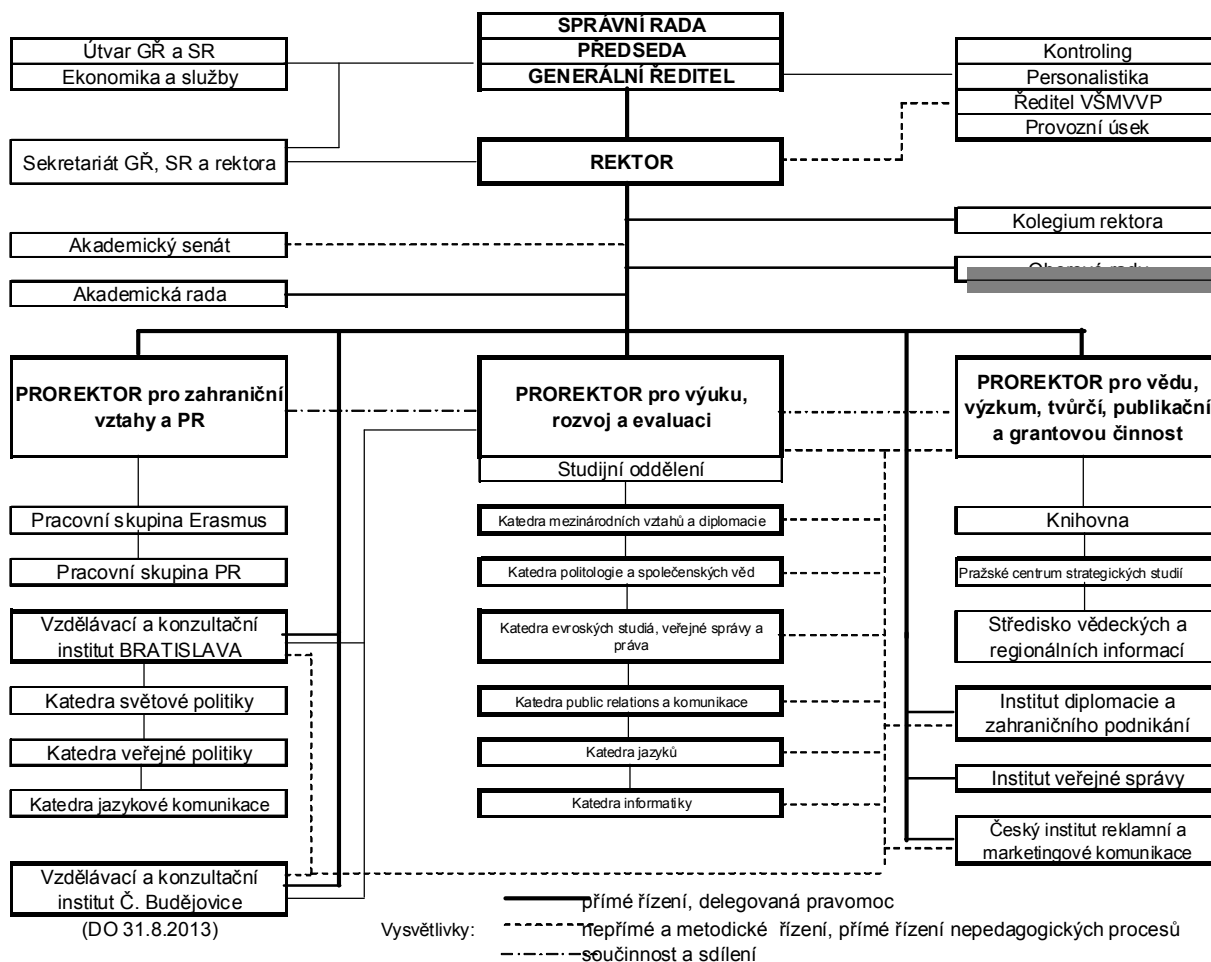 SPRÁVNÍ RADA
PŘEDSEDA
GENERÁLNÍ ŘEDITEL
Útvar GŘ a SR
Ekonomika a služby
Kontroling
Personalistika
Ředitel VŠMVVP
Provozní úsek
Sekretariát GŘ, SR a rektora
REKTOR
Kolegium rektora
Akademický senát
Akademická rada
PROREKTOR pro zahraniční
vztahy a PR
PROREKTOR pro výuku,
rozvoj a evaluaci
Studijní oddělení
PROREKTOR pro vědu,
výzkum, tvůrčí, publikační
a grantovou činnost
Pracovní skupina Erasmus
Pracovní skupina PR
Vzdělávací a konzultační
institut BRATISLAVA
Katedra světové politiky
Katedra veřejné politiky
Katedra jazykové komunikace
Vzdělávací a konzultační
institut Č. Budějovice
(DO 31.8.2013)
Katedra mezinárodních vztahů a diplomacie
Katedra politologie a společenských věd
Katedra evroských studiá, veřejné správy a
práva
Katedra public relations a komunikace
Katedra jazyků
Katedra informatiky
Knihovna
Pražské centrum strategických studií
Středisko vědeckých a
regionálních informací
Institut diplomacie a
zahraničního podnikání
Institut veřejné správy
Český institut reklamní a
marketingové komunikace
Vysvětlivky:
přímé řízení, delegovaná pravomoc
nepřímé a metodické řízení, přímé řízení nepedagogických procesů
součinnost a sdílení